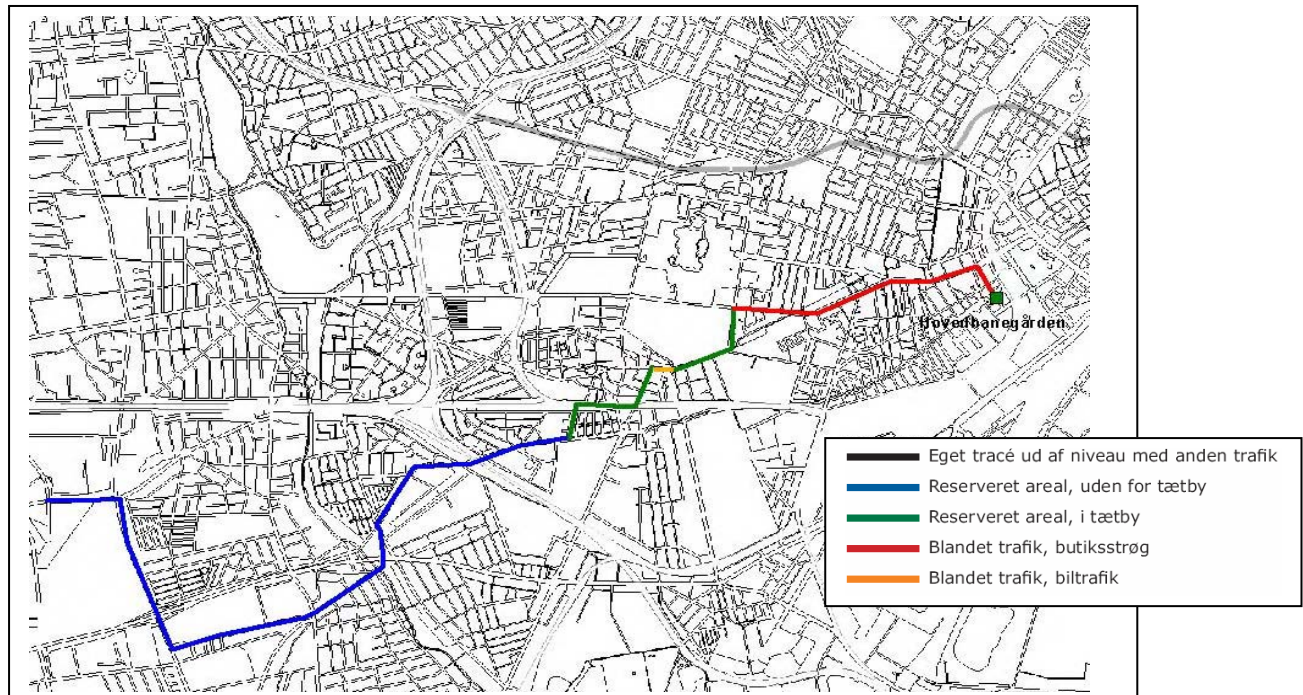 Hovedbanegården
Eget tracé ud af niveau med anden trafik
Reserveret areal, uden for tætby
Reserveret areal, i tætby
Blandet trafik, butiksstrøg
Blandet trafik, biltrafik